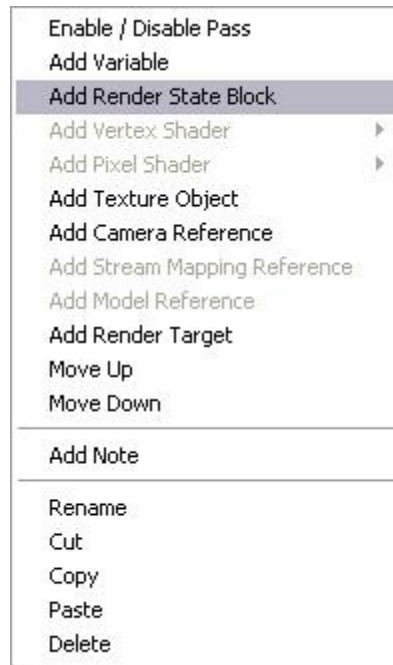 Enable / Disable Pass
Add Variable
Add Render State Block
Add Vertex Shader
Add Pixel Shader
Add Texture Object
Add Camera Reference
Add Stream Mapping Reference
Add Model Reference
Add Render Target
Move Up
Move Down
Add Note
Rename
Cut
Copy
Paste
Delete